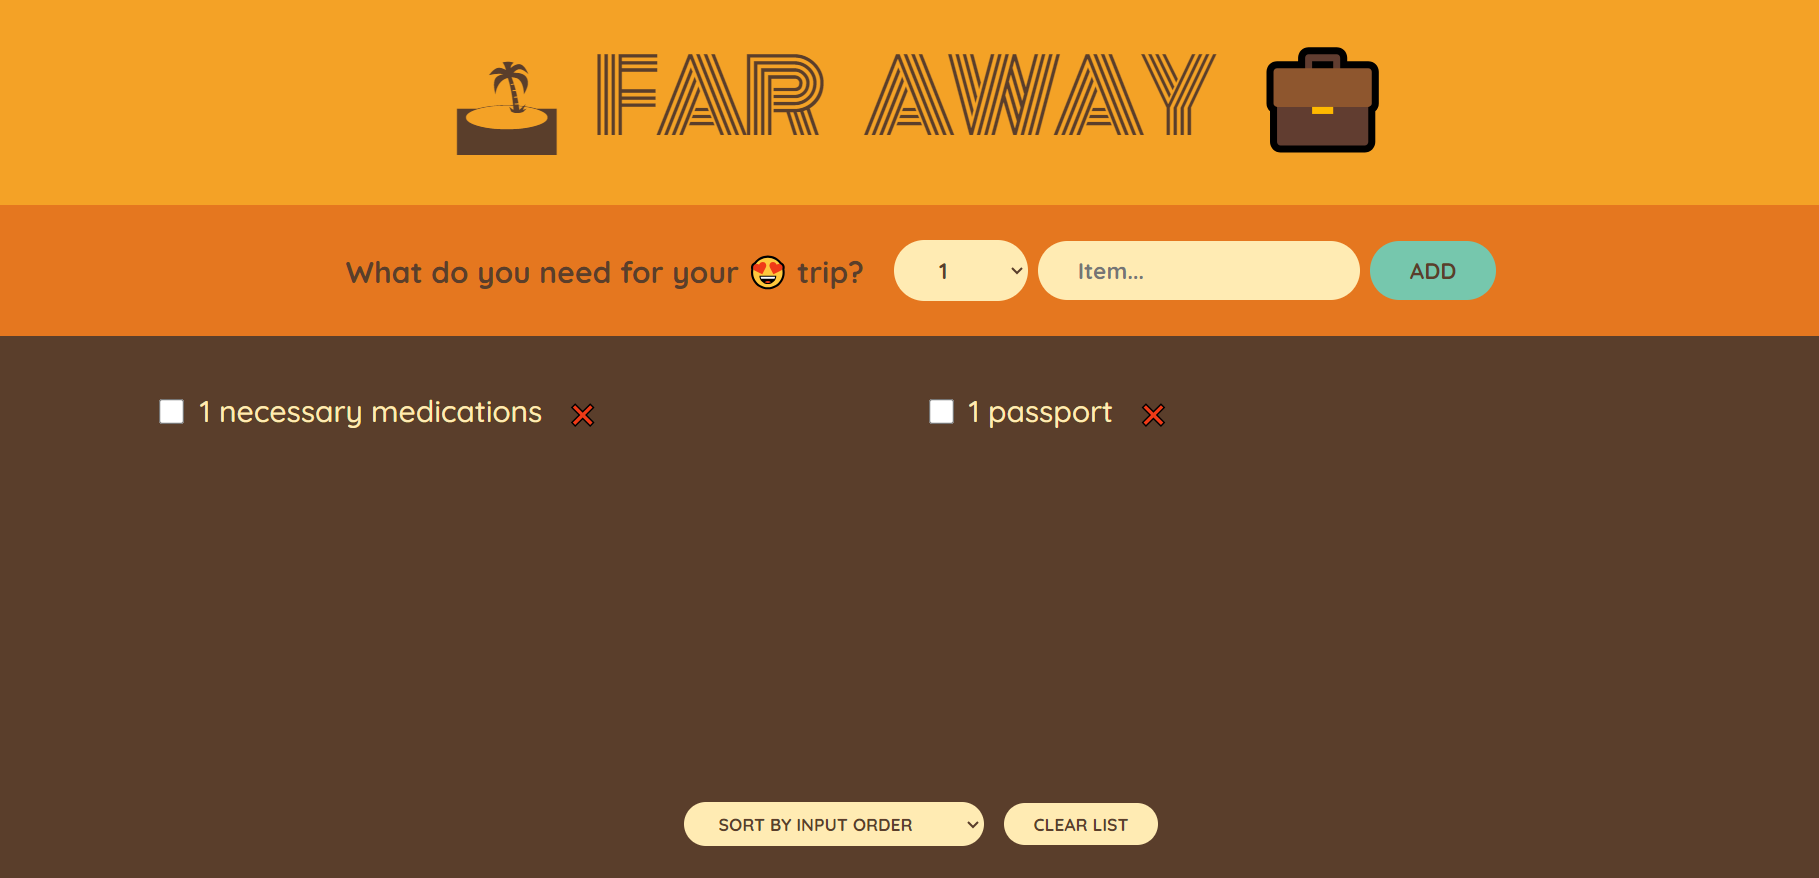 FAR AWAY
What do you need for your 😍 trip? 1 Item... ADD
1 necessary medications ❌ 1 passport ❌
SORT BY INPUT ORDER CLEAR LIST